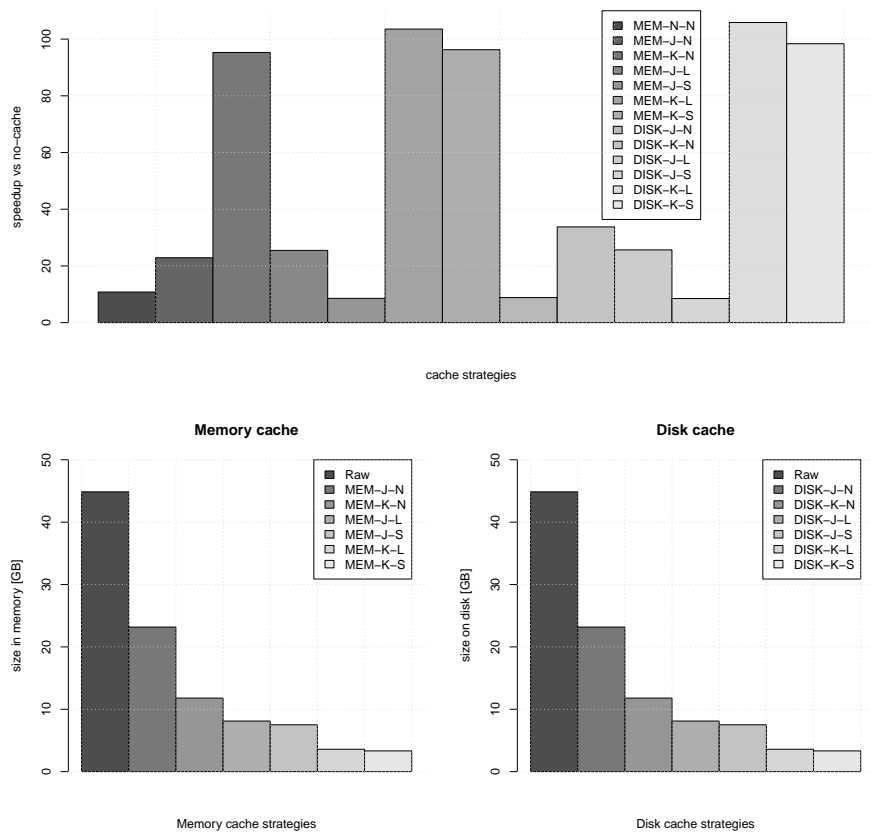 speedup vs no-cache
0
20
40
60
80
100
MEM−N−N
MEM−J−N
MEM−K−N
MEM−J−L
MEM−J−S
MEM−K−L
MEM−K−S
DISK−J−N
DISK−K−N
DISK−J−L
DISK−J−S
DISK−K−L
DISK−K−S
cache strategies
Memory cache
size in memory [GB]
0
10
20
30
40
50
Raw
MEM−J−N
MEM−K−N
MEM−J−L
MEM−J−S
MEM−K−L
MEM−K−S
Memory cache strategies
Disk cache
size on disk [GB]
0
10
20
30
40
50
Raw
DISK−J−N
DISK−K−N
DISK−J−L
DISK−J−S
DISK−K−L
DISK−K−S
Disk cache strategies